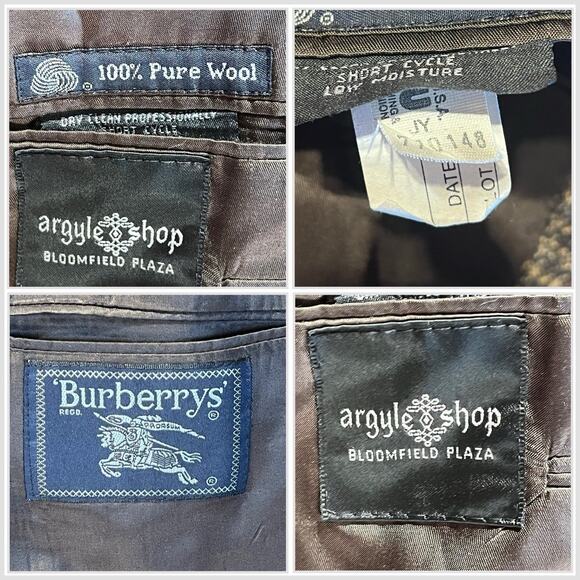 100% Pure Wool
DRY CLEAN PROFESSIONALLY
SHORT CYCLE
argyle shop
BLOOMFIELD PLAZA
SHORT CYCLE
LOW MOISTURE
U.S.A.
JY
770148
DATE
LOT
'Burberrys'
REGD.
PRORSUM
®
®
argyle shop
BLOOMFIELD PLAZA